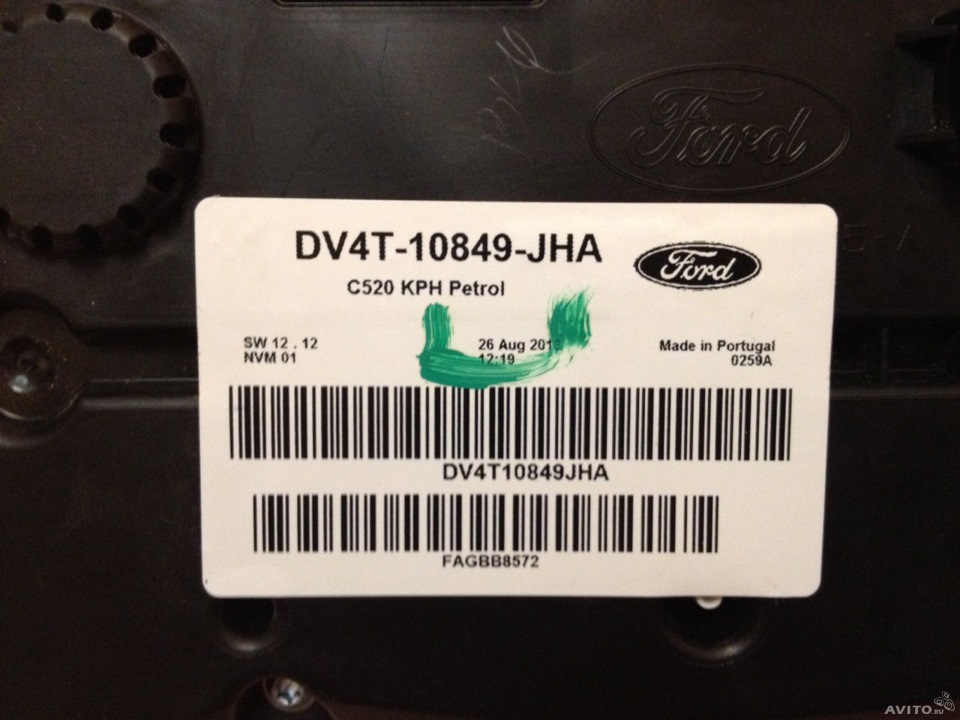 Ford
DV4T-10849-JHA
Ford
C520 KPH Petrol
SW 12 . 12
NVM 01
26 Aug
12:19
Made in Portugal
0259A
DV4T10849JHA
FAGBB8572
AVITO.ru